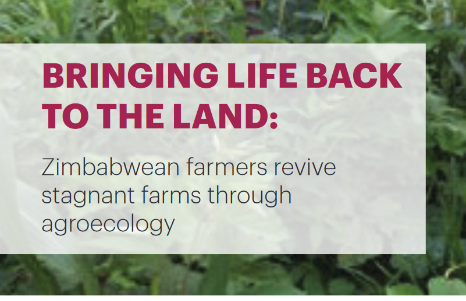 BRINGING LIFE BACK
TO THE LAND:
Zimbabwean farmers revive
stagnant farms through
agroecology